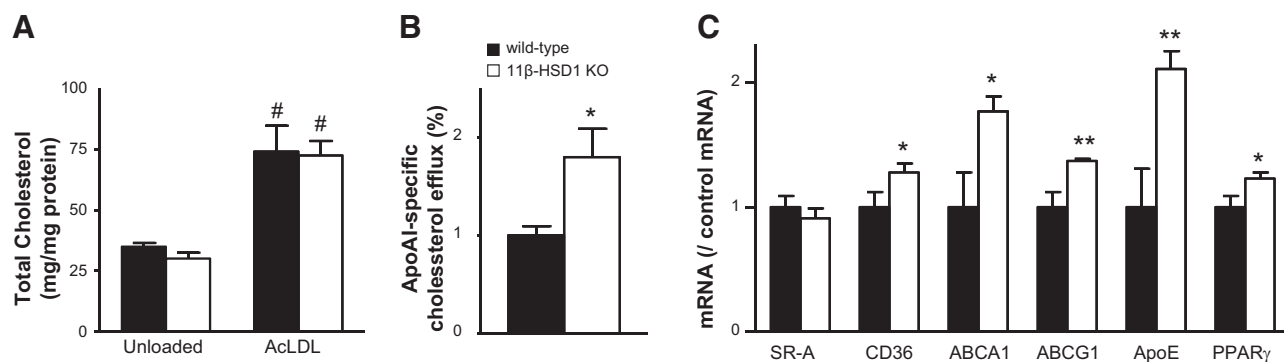 A
Total Cholesterol
(mg/mg protein)
100
75
50
25
0
#
#
Unloaded
AcLDL
B
wild-type
11β-HSD1 KO
ApoAI-specific
cholessterol efflux (%)
2
1
0
*
C
mRNA (/ control mRNA)
2
1
0
*
*
**
**
*
SR-A
CD36
ABCA1
ABCG1
ApoE
PPARγ